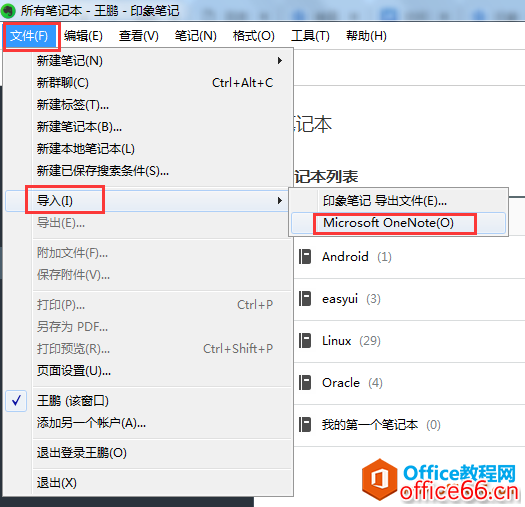 所有笔记本 - 王鹏 - 印象笔记
文件(F) 编辑(E) 查看(V) 笔记(N) 格式(O) 工具(T) 帮助(H)
新建笔记(N)
新群聊(C) Ctrl+Alt+C
新建标签(T)...
新建笔记本(B)...
笔记本
新建本地笔记本(L)
新建已保存搜索条件(S)...
记本列表
导入(I)
印象笔记 导出文件(E)...
导出(E)...
Microsoft OneNote(O)
附加文件(F)...
Android (1)
保存附件(V)...
easyui (3)
打印(P)... Ctrl+P
另存为 PDF...
Linux (29)
打印预览(R)... Ctrl+Shift+P
页面设置(U)...
Oracle (4)
王鹏 (该窗口)
添加另一个帐户(A)...
我的第一个笔记本 (0)
退出登录王鹏(O)
退出(X)
Office教程网
office66.cn